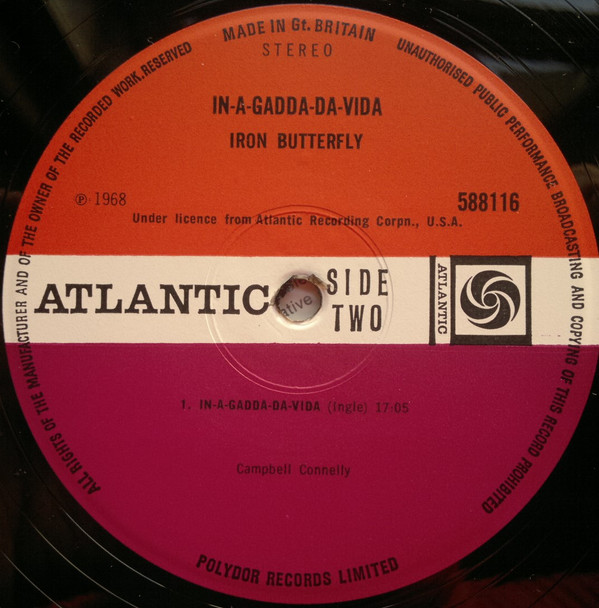 MADE IN Gt. BRITAIN
STEREO
ALL RIGHTS OF THE MANUFACTURER AND OF THE OWNER OF THE RECORDED WORK RESERVED
UNAUTHORISED PUBLIC PERFORMANCE BROADCASTING AND COPYING OF THIS RECORD PROHIBITED
IN-A-GADDA-DA-VIDA
IRON BUTTERFLY
℗ 1968
588116
Under licence from Atlantic Recording Corpn., U.S.A.
ATLANTIC
SIDE
TWO
ATLANTIC
1. IN-A-GADDA-DA-VIDA (Ingle) 17-05
Campbell Connelly
POLYDOR RECORDS LIMITED